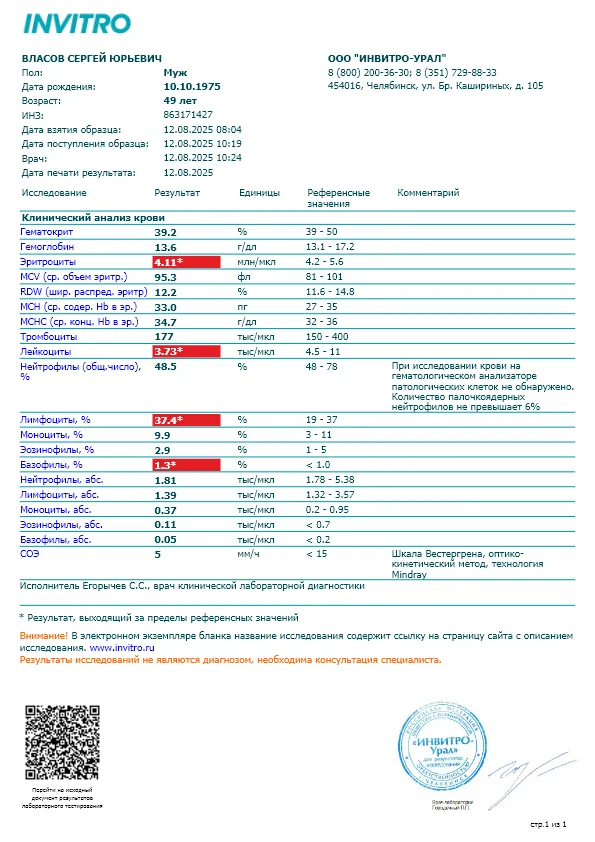 INVITRO
ВЛАСОВ СЕРГЕЙ ЮРЬЕВИЧ
Пол: Муж
Дата рождения: 10.10.1975
Возраст: 49 лет
ИНЗ: 863171427
Дата взятия образца: 12.08.2025 08:04
Дата поступления образца: 12.08.2025 10:19
Врач: 12.08.2025 10:24
Дата печати результата: 12.08.2025
ООО "ИНВИТРО-УРАЛ"
8 (800) 200-36-30; 8 (351) 729-88-33
454016, Челябинск, ул. Бр. Кашириных, д. 105
Исследование Результат Единицы Референсные значения Комментарий
Клинический анализ крови
Гематокрит 39.2 % 39 - 50
Гемоглобин 13.6 г/дл 13.1 - 17.2
Эритроциты 4.11* млн/мкл 4.2 - 5.6
MCV (ср. объем эритр.) 95.3 фл 81 - 101
RDW (шир. распред. эритр) 12.2 % 11.6 - 14.8
MCH (ср. содер. Hb в эр.) 33.0 пг 27 - 35
МСНС (ср. конц. Hb в эр.) 34.7 г/дл 32 - 36
Тромбоциты 177 тыс/мкл 150 - 400
Лейкоциты 3.73* тыс/мкл 4.5 - 11
Нейтрофилы (общ.число), % 48.5 % 48 - 78
При исследовании крови на
гематологическом анализаторе
патологических клеток не обнаружено.
Количество палочкоядерных
нейтрофилов не превышает 6%
Лимфоциты, % 37.4* % 19 - 37
Моноциты, % 9.9 % 3 - 11
Эозинофилы, % 2.9 % 1 - 5
Базофилы, % 1.3* % < 1.0
Нейтрофилы, абс. 1.81 тыс/мкл 1.78 - 5.38
Лимфоциты, абс. 1.39 тыс/мкл 1.32 - 3.57
Моноциты, абс. 0.37 тыс/мкл 0.2 - 0.95
Эозинофилы, абс. 0.11 тыс/мкл < 0.7
Базофилы, абс. 0.05 тыс/мкл < 0.2
СОЭ 5 мм/ч < 15
Шкала Вестергрена, оптико-
кинетический метод, технология
Mindray
Исполнитель Егорычев С.С., врач клинической лабораторной диагностики
* Результат, выходящий за пределы референсных значений
Внимание! В электронном экземпляре бланка название исследования содержит ссылку на страницу сайта с описанием
исследования. www.invitro.ru
Результаты исследований не являются диагнозом, необходима консультация специалиста.
Перейти на исходный
документ результатов
лабораторного тестирования
«ИНВИТРО-
Урал»
для результатов
исследований
ЧЕЛЯБИНСК
Врач лаборатории
стр.1 из 1